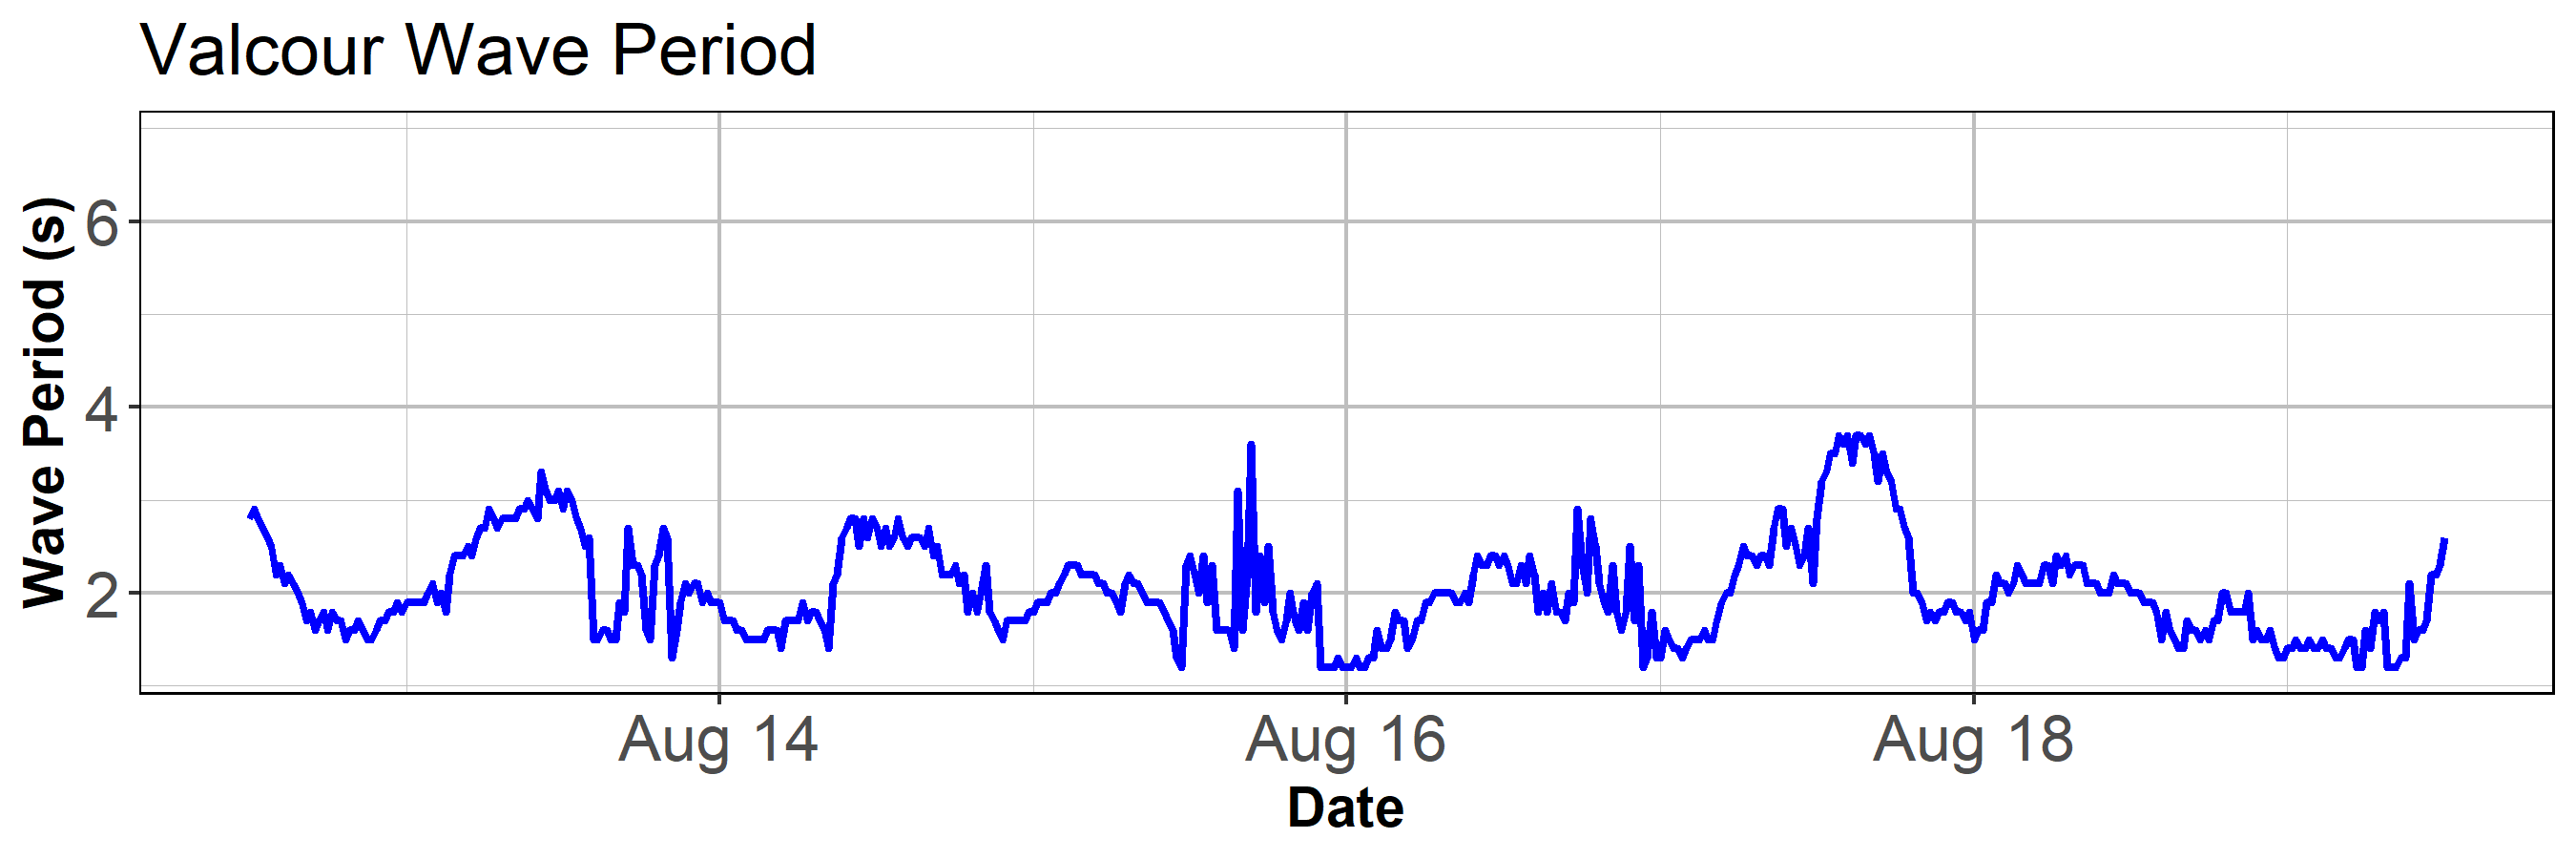 Valcour Wave Period
Wave Period (s)
6
4
2
Aug 14
Aug 16
Aug 18
Date